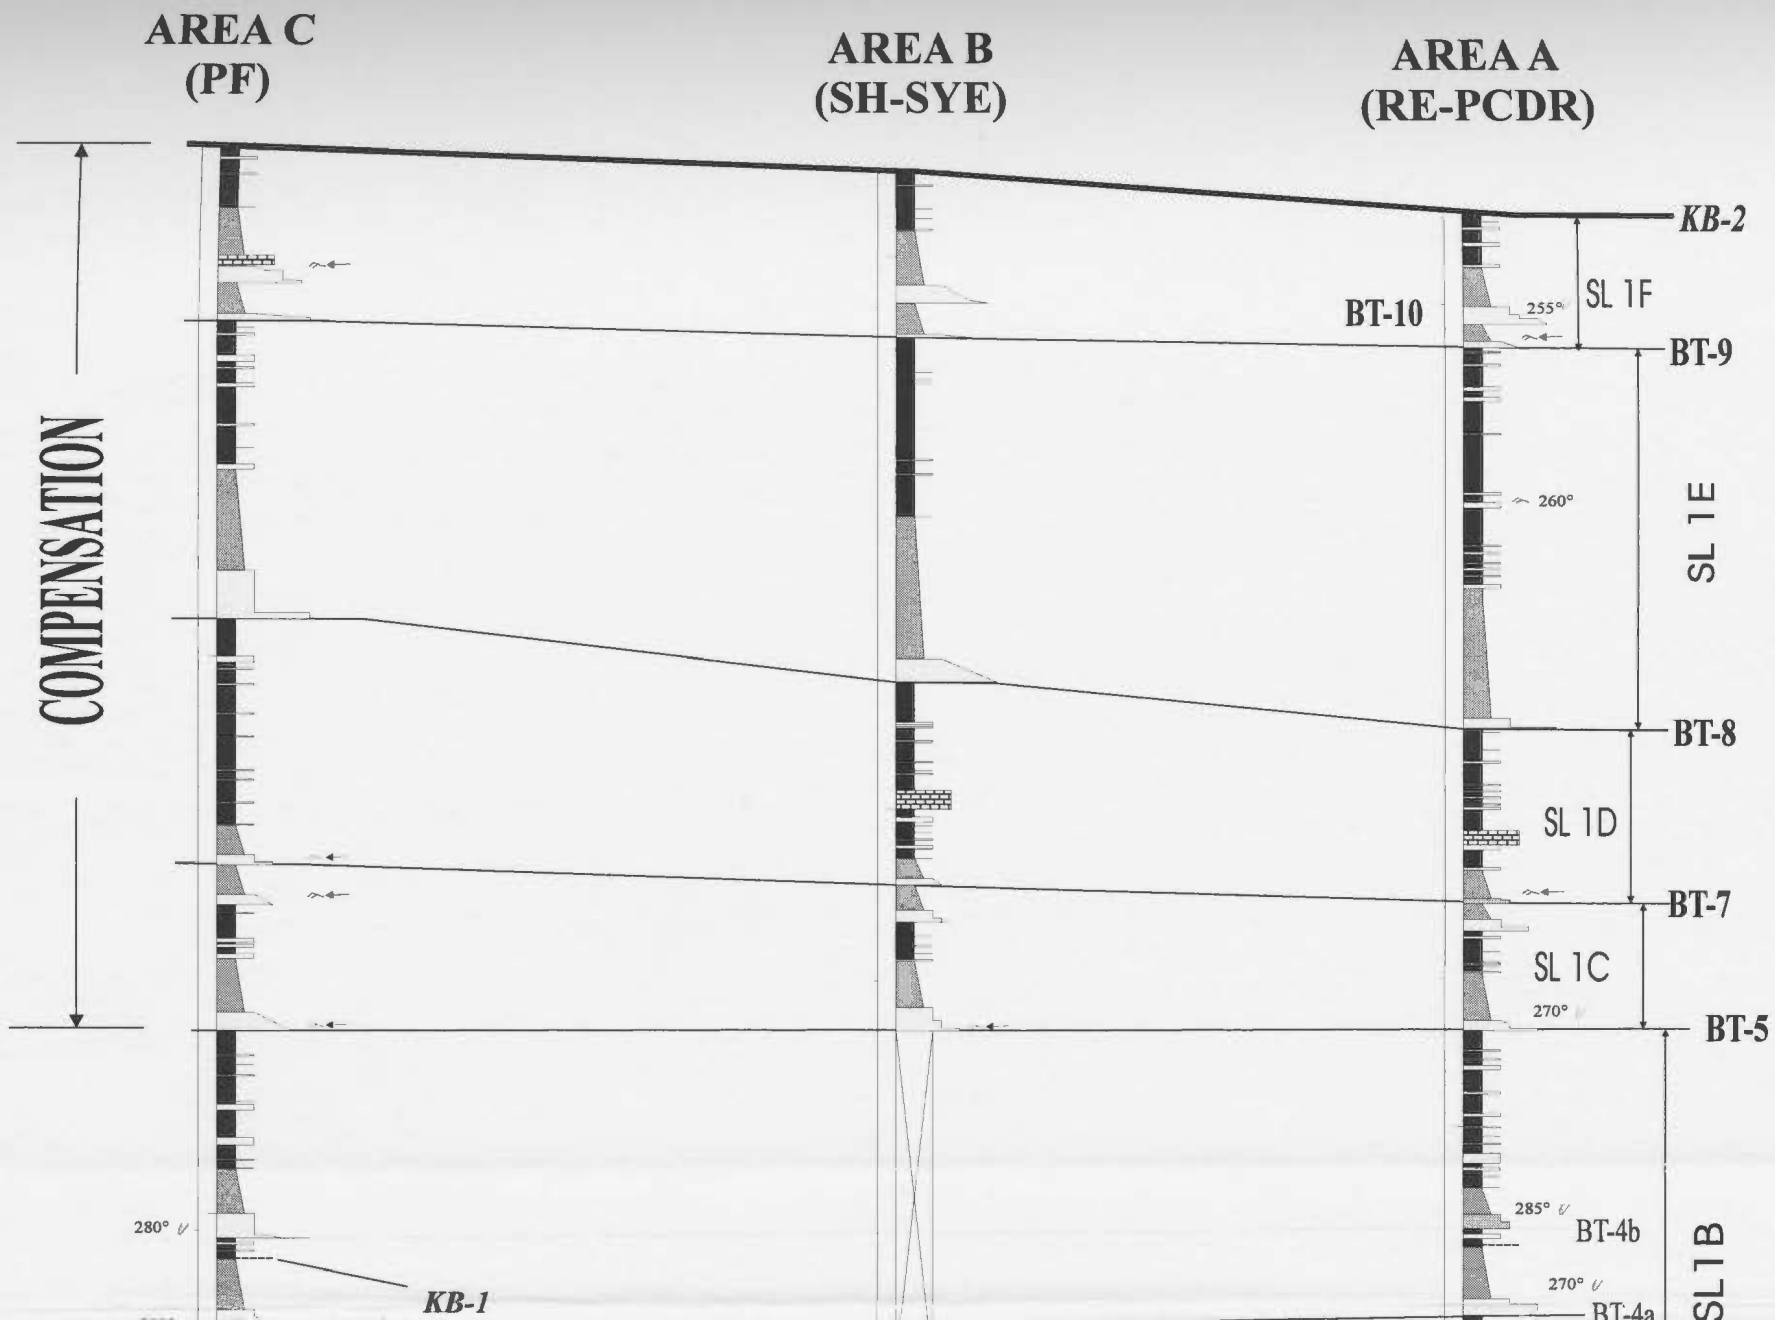 AREA C
(PF)
AREA B
(SH-SYE)
AREA A
(RE-PCDR)
KB-2
SL 1F
255°
BT-10
BT-9
COMPENSATION
SL 1E
260°
BT-8
SL 1D
BT-7
SL 1C
270°
BT-5
285°
280°
BT-4b
SL1B
270°
KB-1
BT-4a